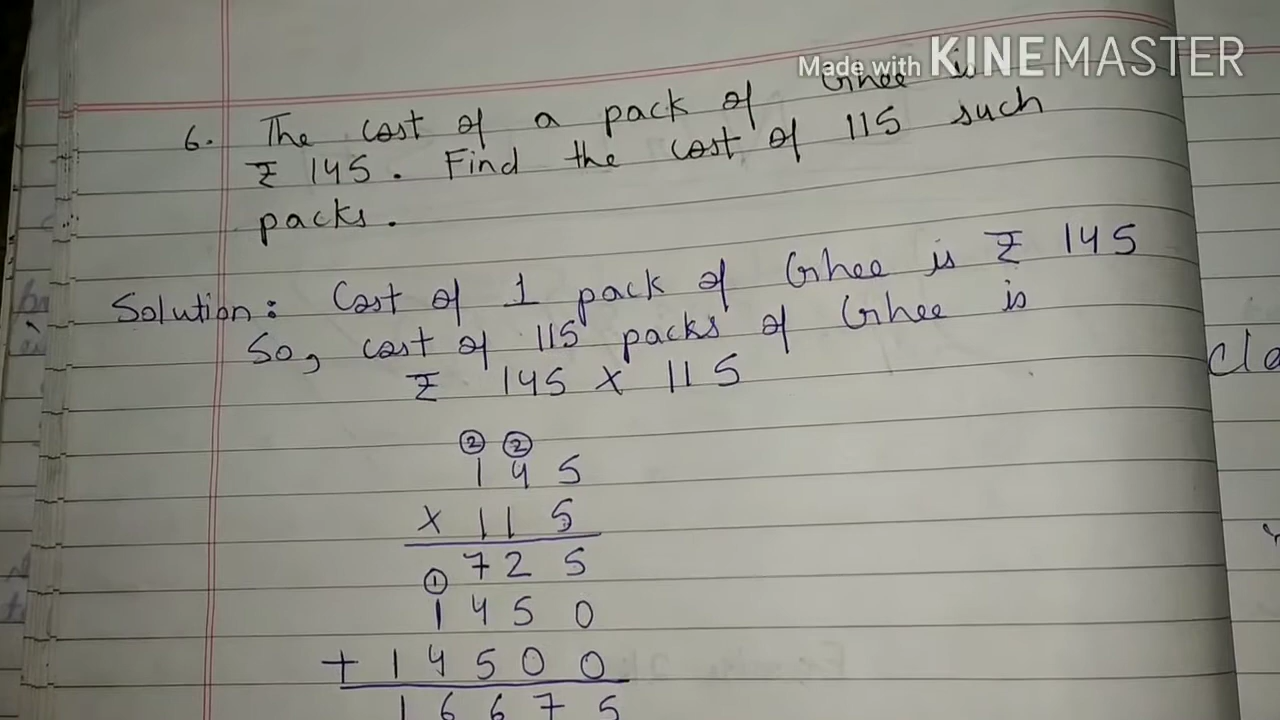 Made with KINEMASTER
6. The cost of a pack of Ghee is
₹ 145. Find the cost of 115 such
packs.
Solution: Cost of 1 pack of Ghee is ₹ 145
So, cost of 115 packs of Ghee is
₹ 145 x 115
② ②
1 4 5
x 1 1 5
7 2 5
①
1 4 5 0
+ 1 4 5 0 0
1 6 6 7 5